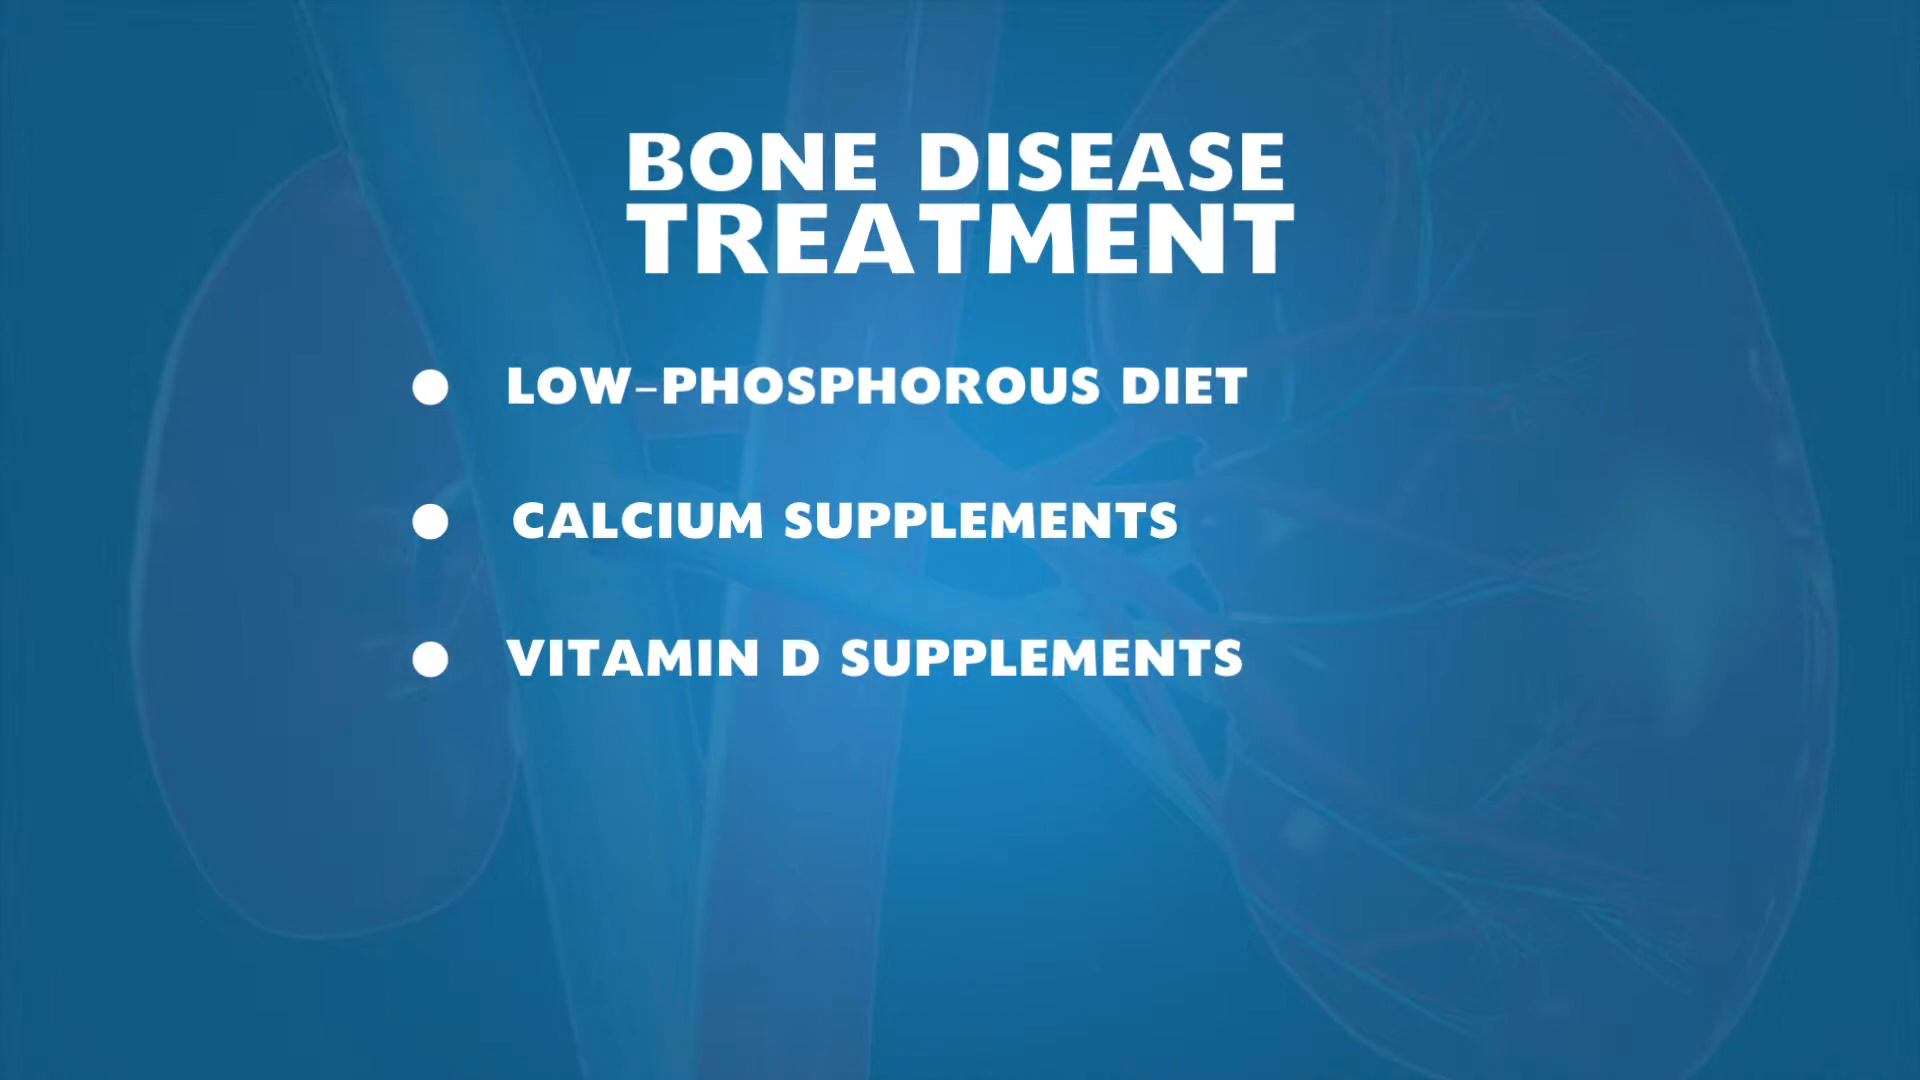 BONE DISEASE
TREATMENT
● LOW-PHOSPHOROUS DIET
● CALCIUM SUPPLEMENTS
● VITAMIN D SUPPLEMENTS